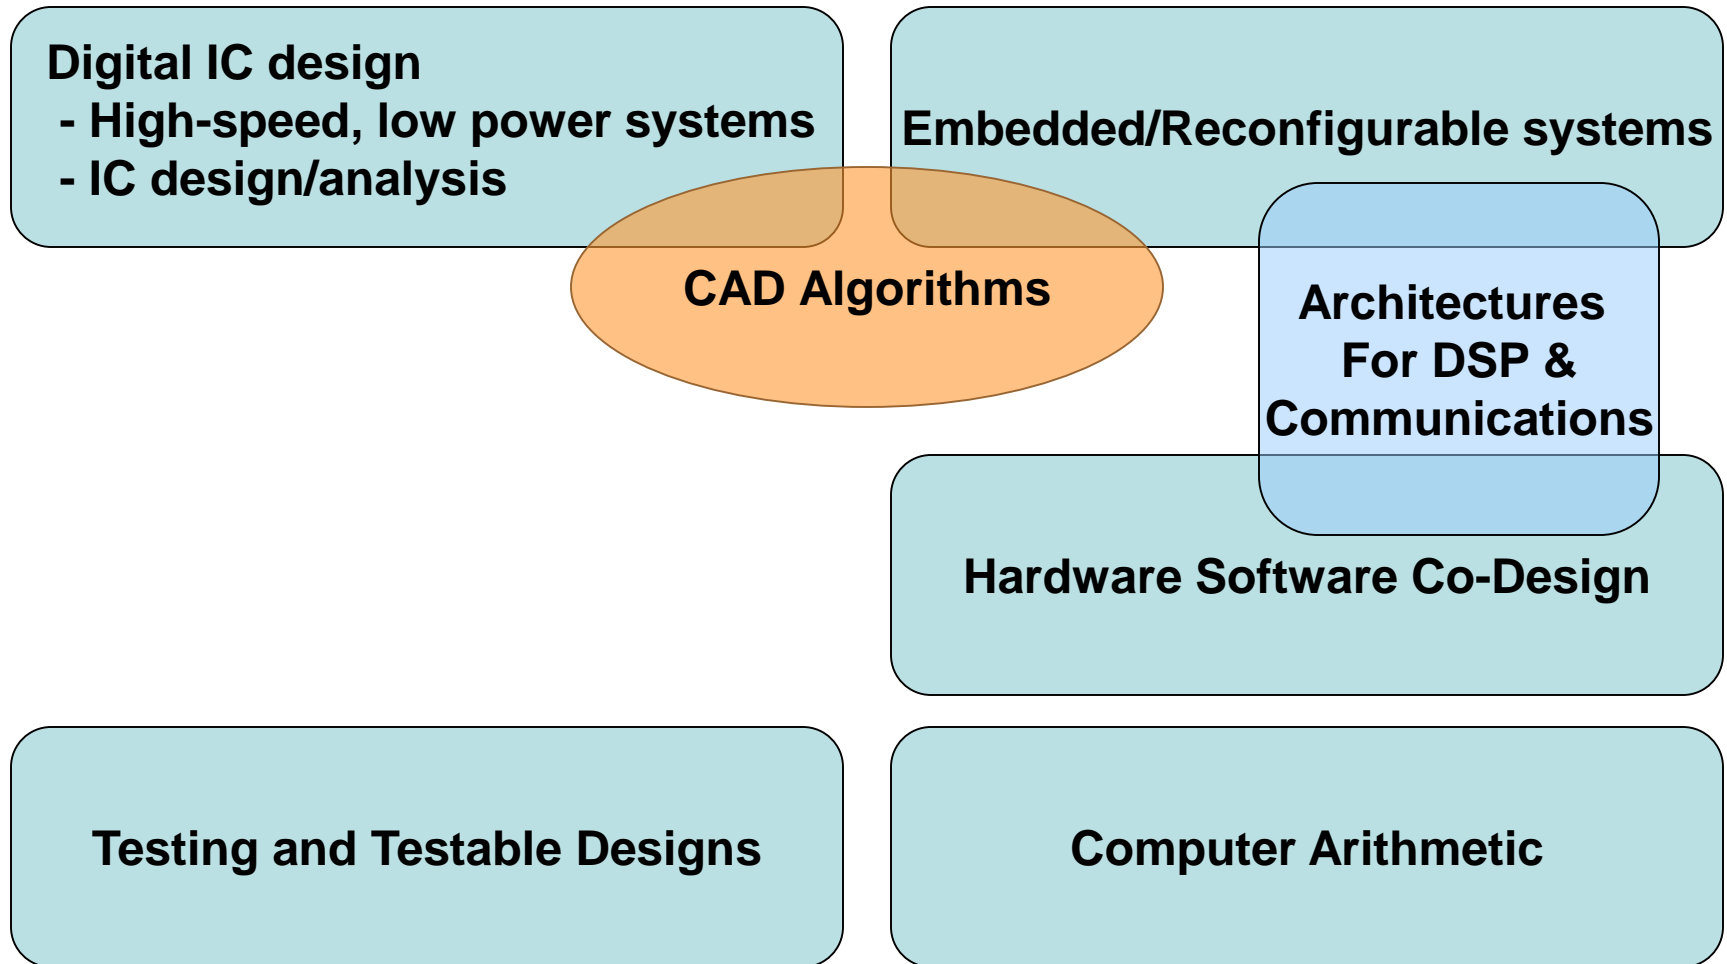 Digital IC design
- High-speed, low power systems
- IC design/analysis
Embedded/Reconfigurable systems
CAD Algorithms
Architectures
For DSP &
Communications
Hardware Software Co-Design
Testing and Testable Designs
Computer Arithmetic